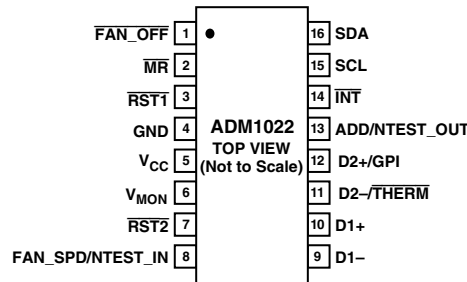 FAN_OFF 1
MR 2
RST1 3
GND 4
VCC 5
VMON 6
RST2 7
FAN_SPD/NTEST_IN 8
ADM1022
TOP VIEW
(Not to Scale)
16 SDA
15 SCL
14 INT
13 ADD/NTEST_OUT
12 D2+/GPI
11 D2–/THERM
10 D1+
9 D1–